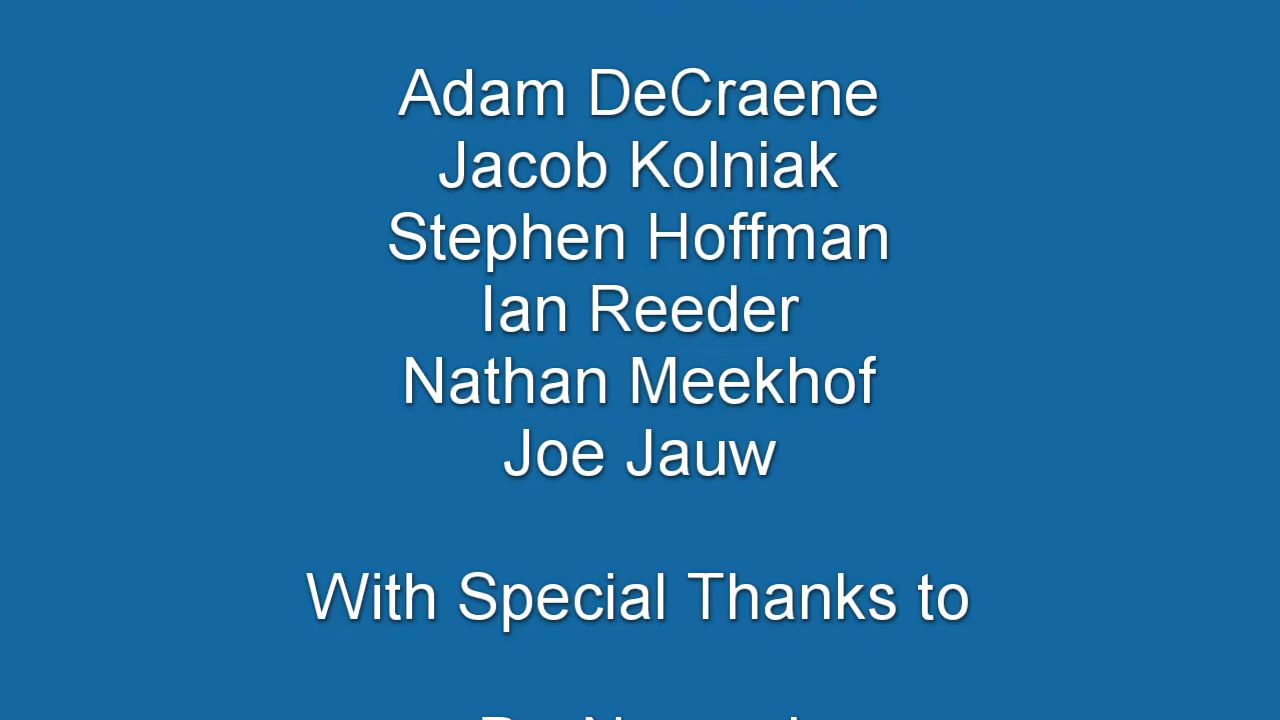 Adam DeCraene
Jacob Kolniak
Stephen Hoffman
Ian Reeder
Nathan Meekhof
Joe Jauw
With Special Thanks to